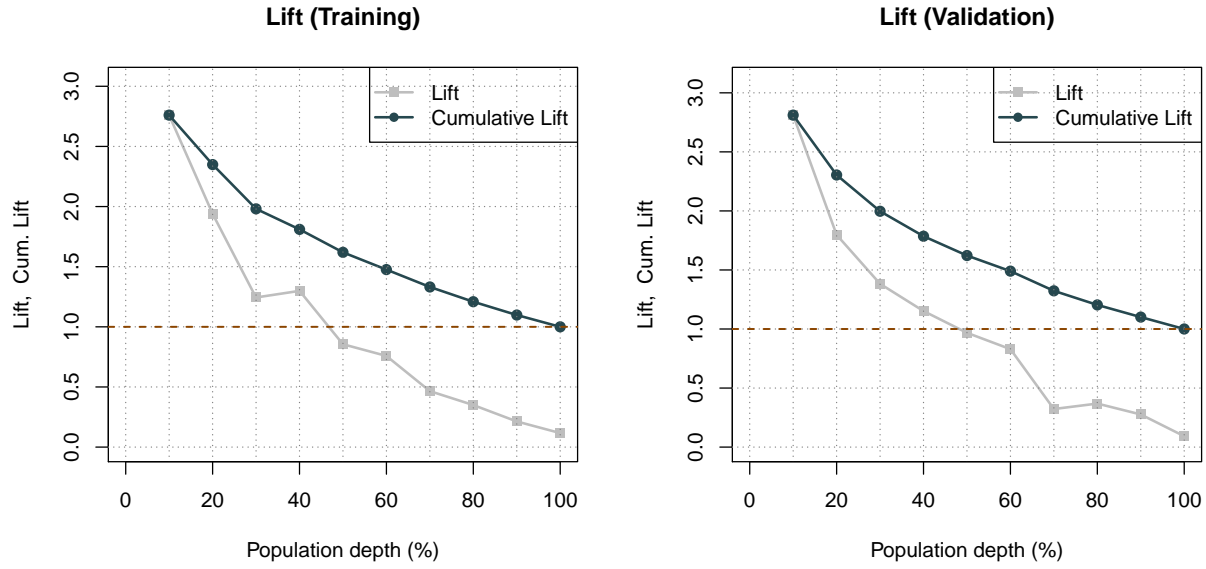 Lift (Training)
Lift, Cum. Lift
3.0
2.5
2.0
1.5
1.0
0.5
0.0
Lift
Cumulative Lift
0 20 40 60 80 100
Population depth (%)
Lift (Validation)
Lift, Cum. Lift
3.0
2.5
2.0
1.5
1.0
0.5
0.0
Lift
Cumulative Lift
0 20 40 60 80 100
Population depth (%)